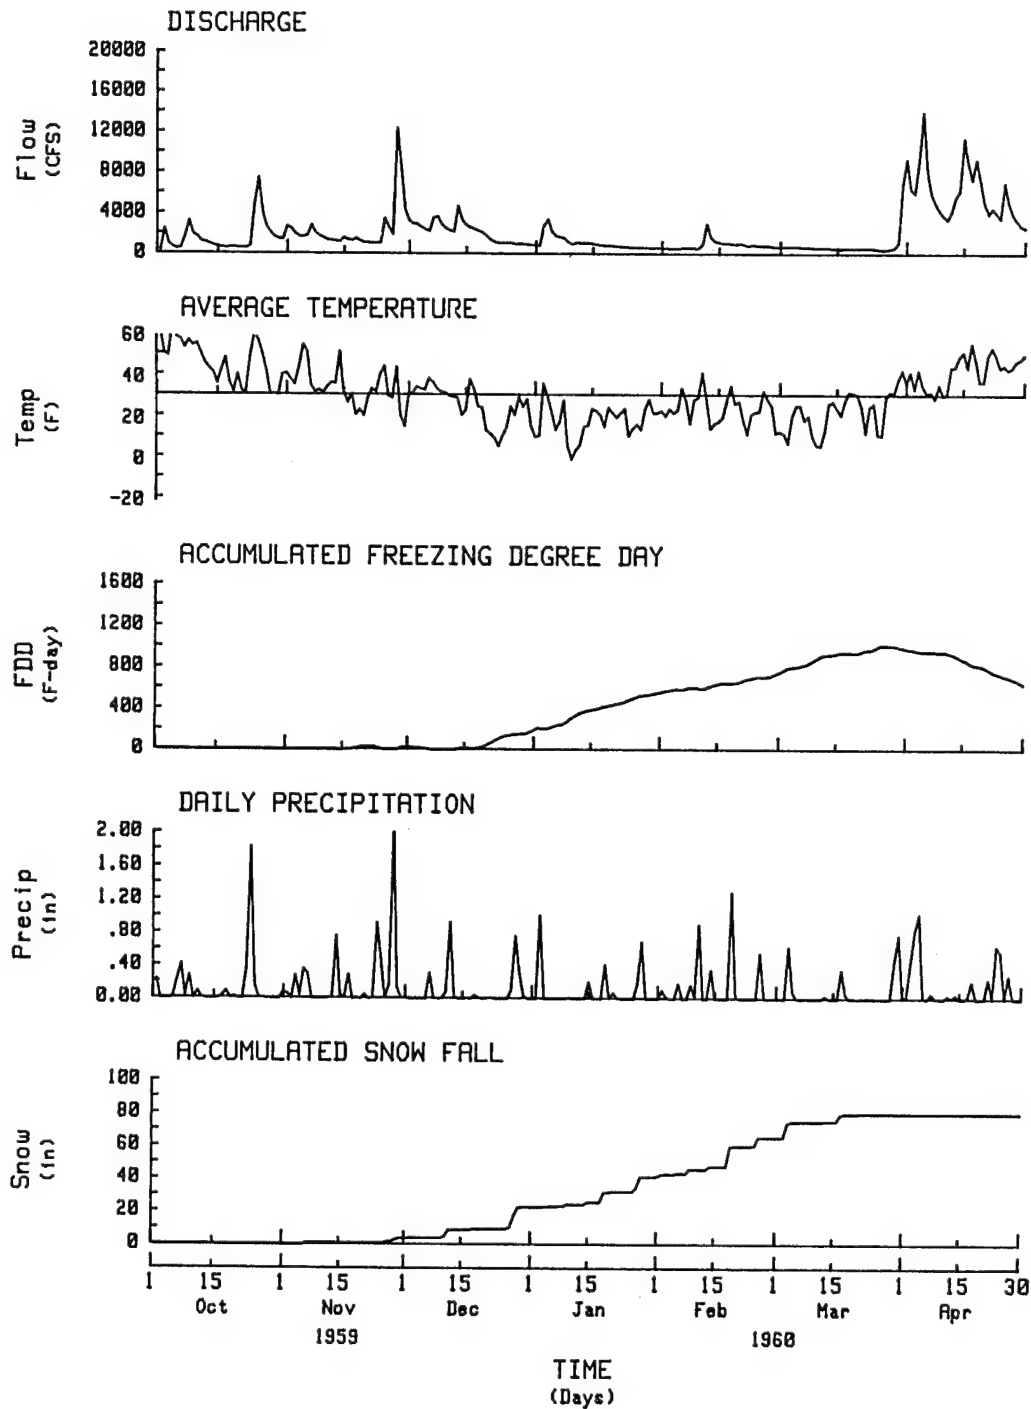 DISCHARGE
20000
16000
12000
8000
4000
0
Flow
(CFS)
AVERAGE TEMPERATURE
60
40
20
0
-20
Temp
(F)
ACCUMULATED FREEZING DEGREE DAY
1600
1200
800
400
0
FDD
(F-day)
DAILY PRECIPITATION
2.00
1.60
1.20
.80
.40
0.00
Precip
(in)
ACCUMULATED SNOW FALL
100
80
60
40
20
0
Snow
(in)
1 15 1 15 1 15 1 15 1 15 1 15 1 15 30
Oct Nov Dec Jan Feb Mar Apr
1959 1960
TIME
(Days)